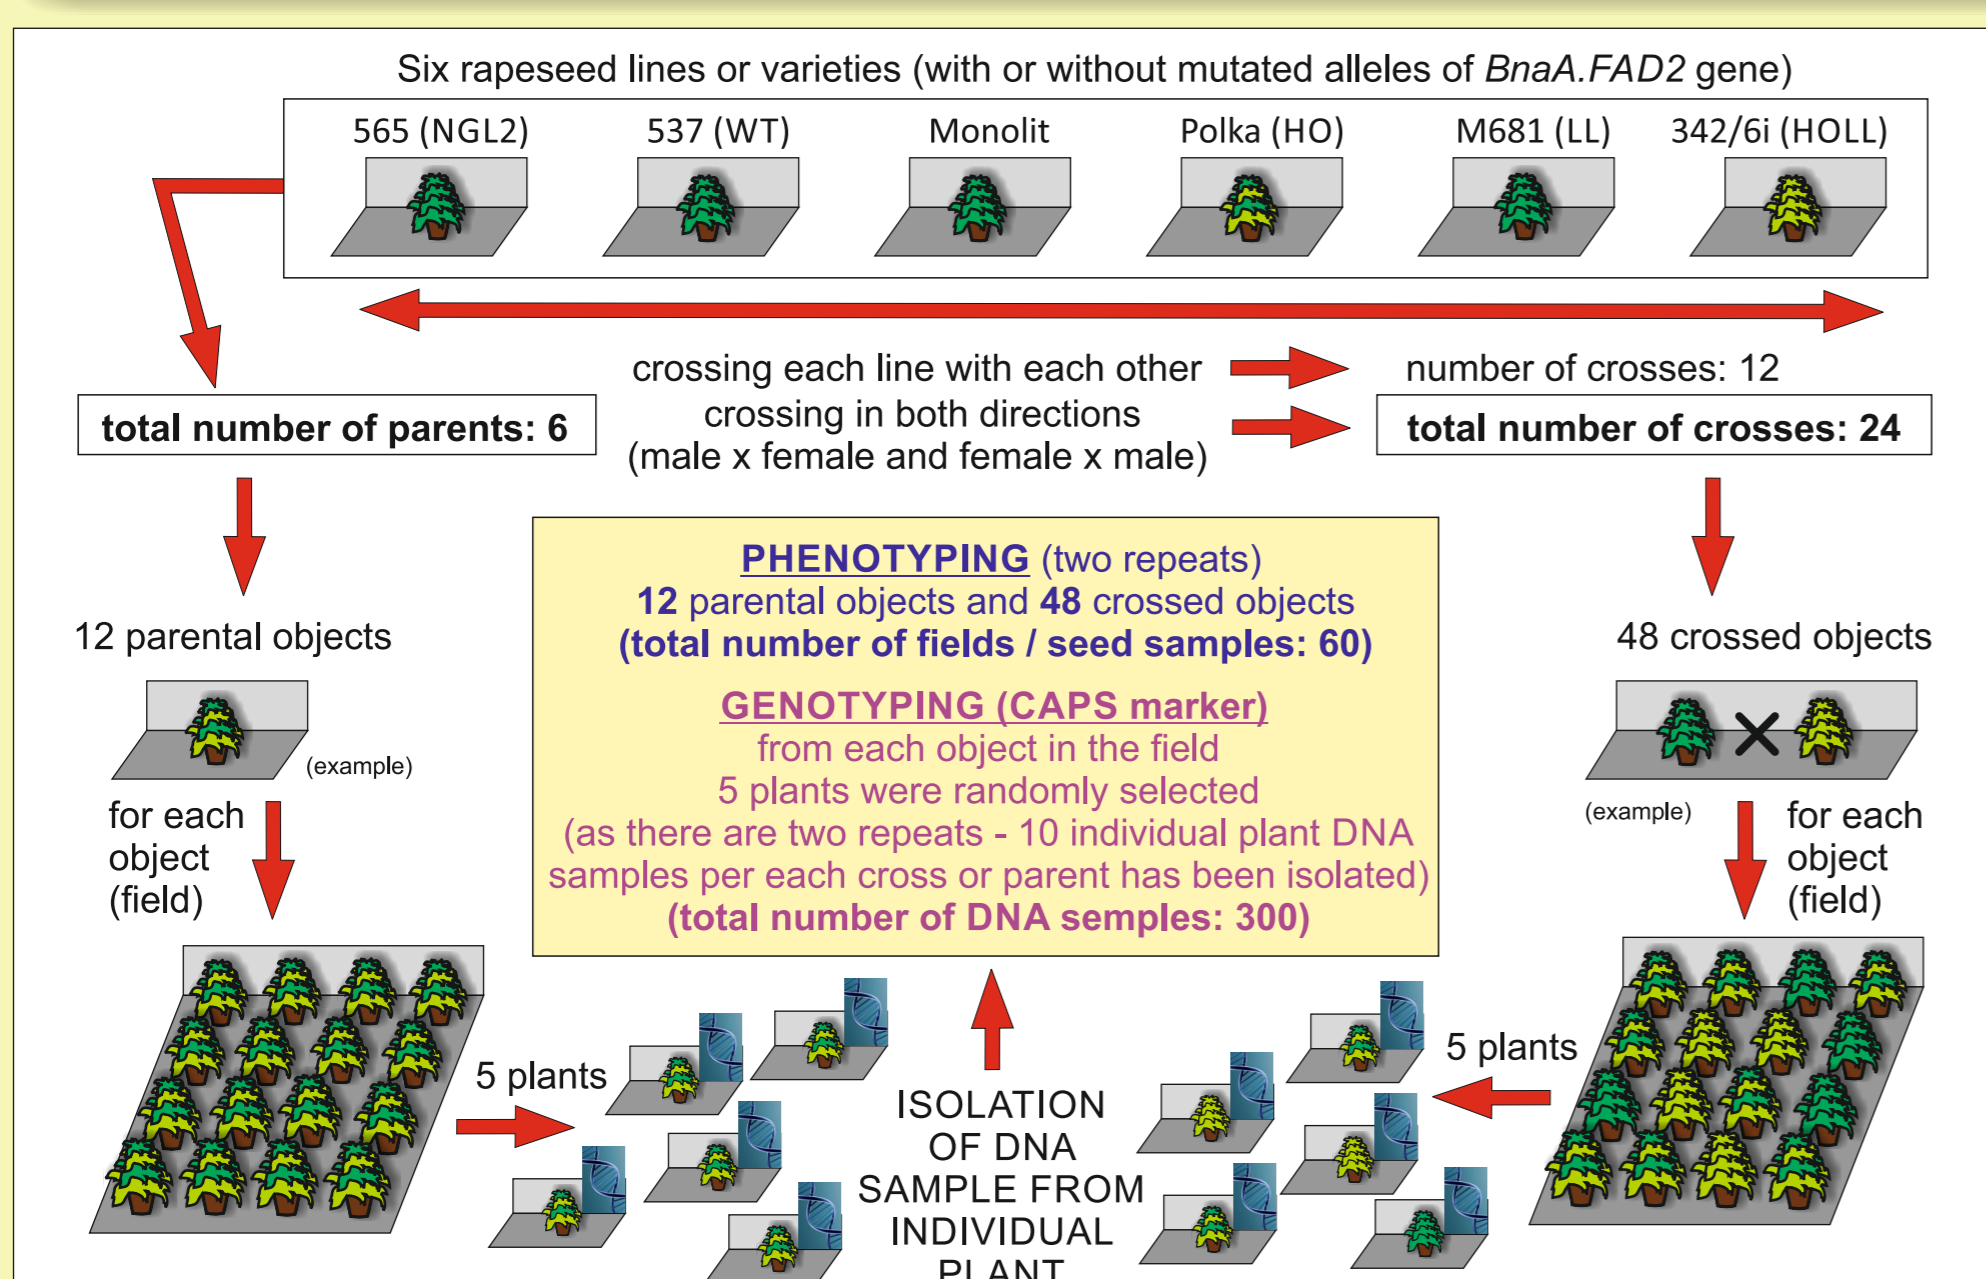 Six rapeseed lines or varieties (with or without mutated alleles of BnaA.FAD2 gene)
565 (NGL2) 537 (WT) Monolit Polka (HO) M681 (LL) 342/6i (HOLL)
crossing each line with each other
number of crosses: 12
crossing in both directions
(male x female and female x male)
total number of parents: 6
total number of crosses: 24
PHENOTYPING (two repeats)
12 parental objects and 48 crossed objects
(total number of fields / seed samples: 60)
GENOTYPING (CAPS marker)
from each object in the field
5 plants were randomly selected
(as there are two repeats - 10 individual plant DNA
samples per each cross or parent has been isolated)
(total number of DNA semples: 300)
12 parental objects
(example)
for each
object
(field)
48 crossed objects
(example)
for each
object
(field)
5 plants
5 plants
ISOLATION
OF DNA
SAMPLE FROM
INDIVIDUAL
PLANT